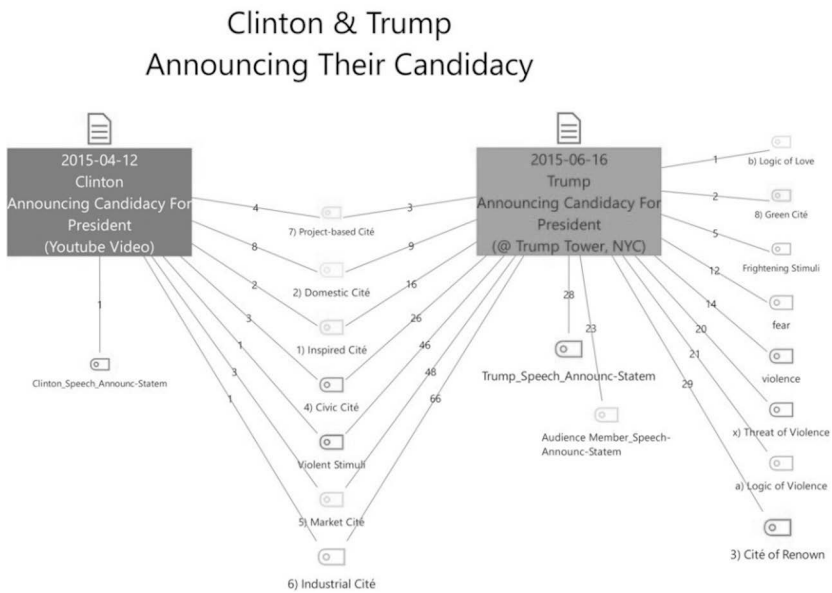 Clinton & Trump
Announcing Their Candidacy
2015-04-12
Clinton
Announcing Candidacy For
President
(Youtube Video)
2015-06-16
Trump
Announcing Candidacy For
President
(@ Trump Tower, NYC)
1
b) Logic of Love
4
3
7) Project-based Cité
2
8) Green Cité
8
9
2) Domestic Cité
5
Frightening Stimuli
2
16
1) Inspired Cité
12
fear
1
Clinton_Speech_Announc-Statem
3
26
4) Civic Cité
28
Trump_Speech_Announc-Statem
14
violence
1
46
Violent Stimuli
23
Audience Member_Speech-
Announc-Statem
20
x) Threat of Violence
3
48
5) Market Cité
21
a) Logic of Violence
1
66
6) Industrial Cité
29
3) Cité of Renown